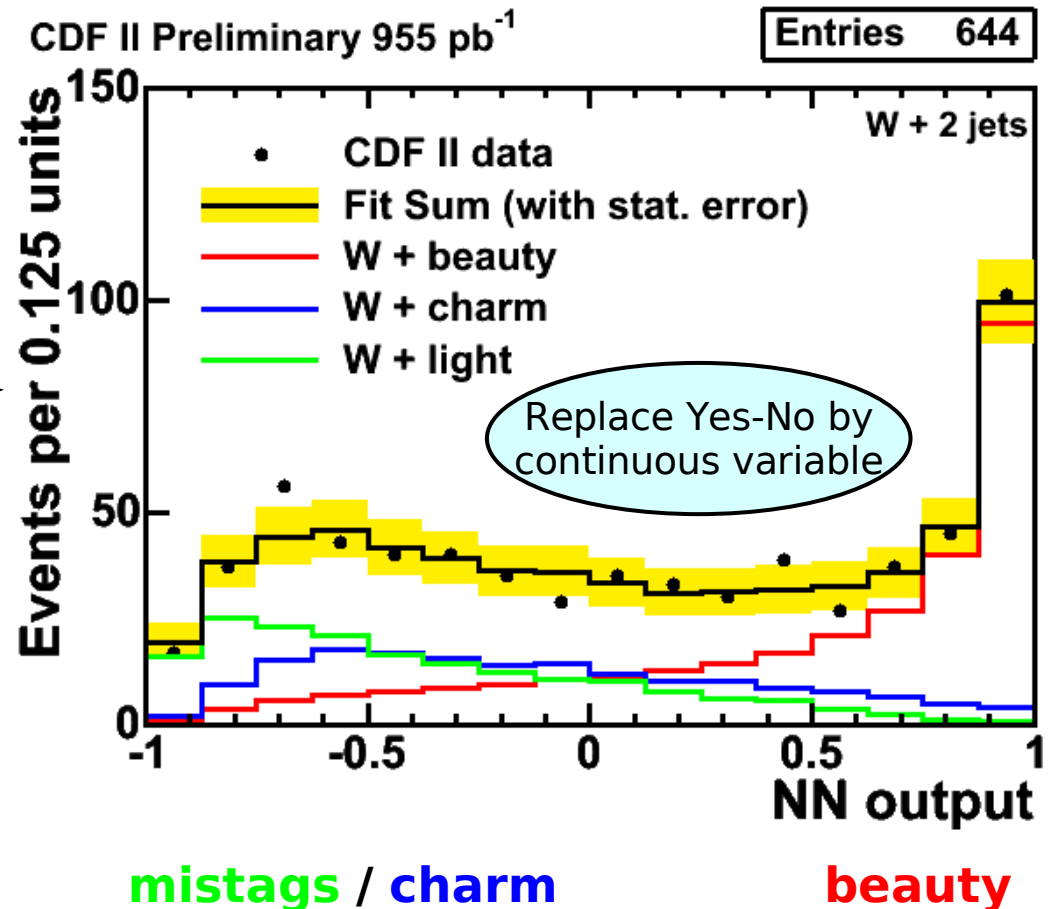 CDF II Preliminary 955 pb-1
Entries 644
W + 2 jets
CDF II data
Fit Sum (with stat. error)
W + beauty
W + charm
W + light
Replace Yes-No by
continuous variable
Events per 0.125 units
150
100
50
0
-1 -0.5 0 0.5 1
NN output
mistags / charm beauty